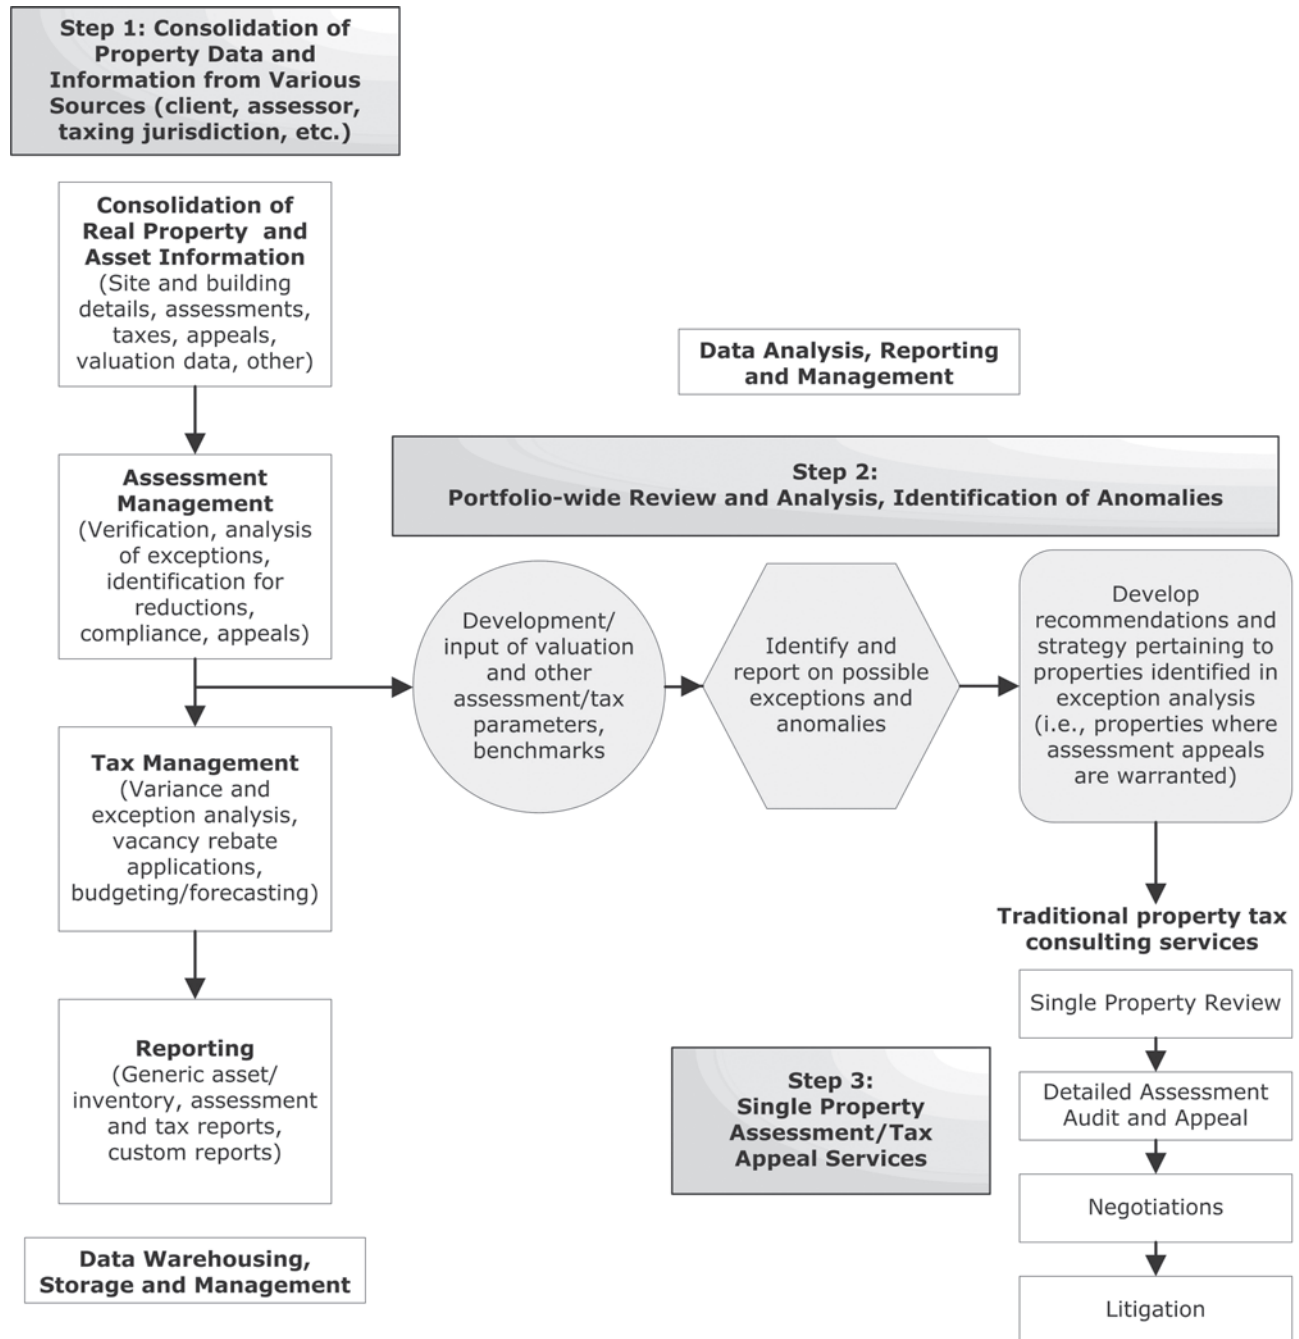 Step 1: Consolidation of
Property Data and
Information from Various
Sources (client, assessor,
taxing jurisdiction, etc.)
Consolidation of
Real Property and
Asset Information
(Site and building
details, assessments,
taxes, appeals,
valuation data, other)
Assessment
Management
(Verification, analysis
of exceptions,
identification for
reductions,
compliance, appeals)
Tax Management
(Variance and
exception analysis,
vacancy rebate
applications,
budgeting/forecasting)
Reporting
(Generic asset/
inventory, assessment
and tax reports,
custom reports)
Data Warehousing,
Storage and Management
Data Analysis, Reporting
and Management
Step 2:
Portfolio-wide Review and Analysis, Identification of Anomalies
Development/
input of valuation
and other
assessment/tax
parameters,
benchmarks
Identify and
report on possible
exceptions and
anomalies
Develop
recommendations and
strategy pertaining to
properties identified in
exception analysis
(i.e., properties where
assessment appeals
are warranted)
Traditional property tax
consulting services
Step 3:
Single Property
Assessment/Tax
Appeal Services
Single Property Review
Detailed Assessment
Audit and Appeal
Negotiations
Litigation